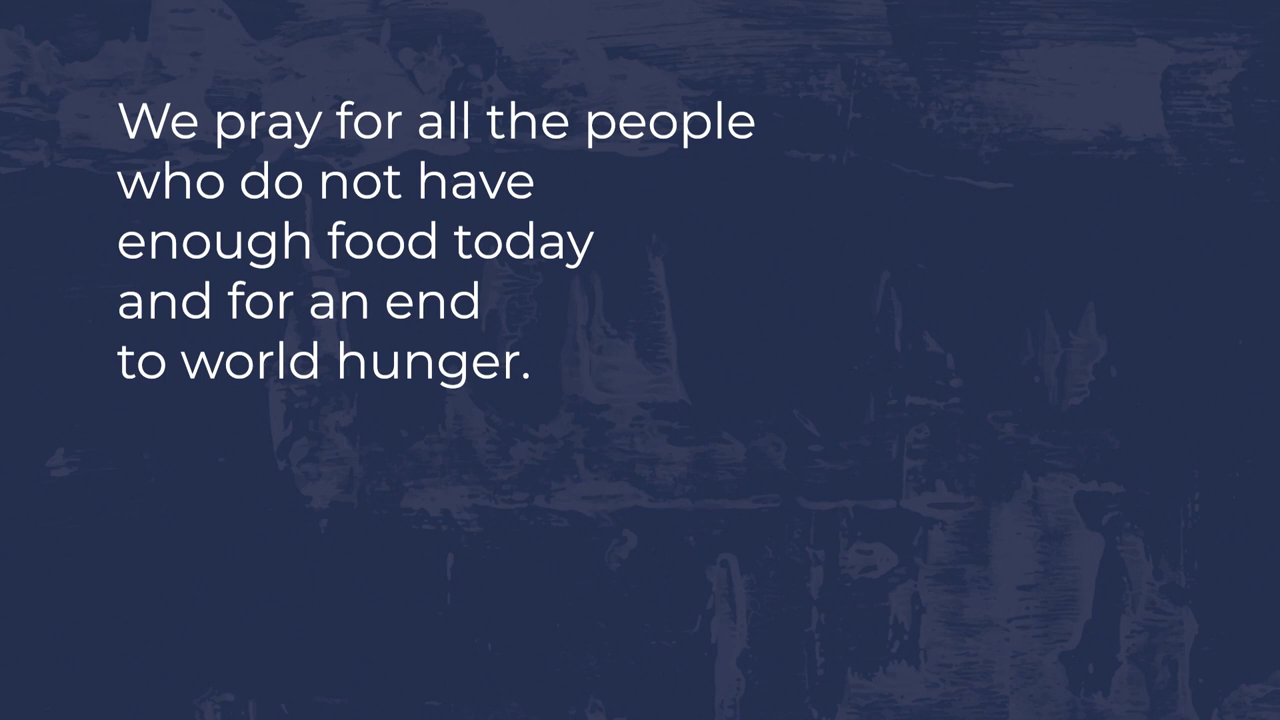 We pray for all the people
who do not have
enough food today
and for an end
to world hunger.